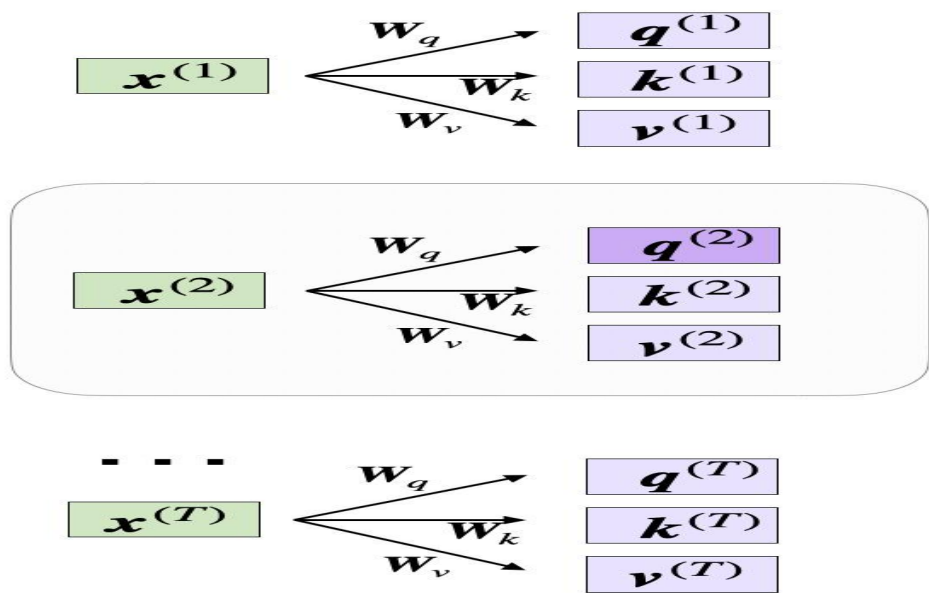 W_q q^(1)
x^(1) W_k k^(1)
W_v v^(1)
W_q q^(2)
x^(2) W_k k^(2)
W_v v^(2)
. . .
W_q q^(T)
x^(T) W_k k^(T)
W_v v^(T)